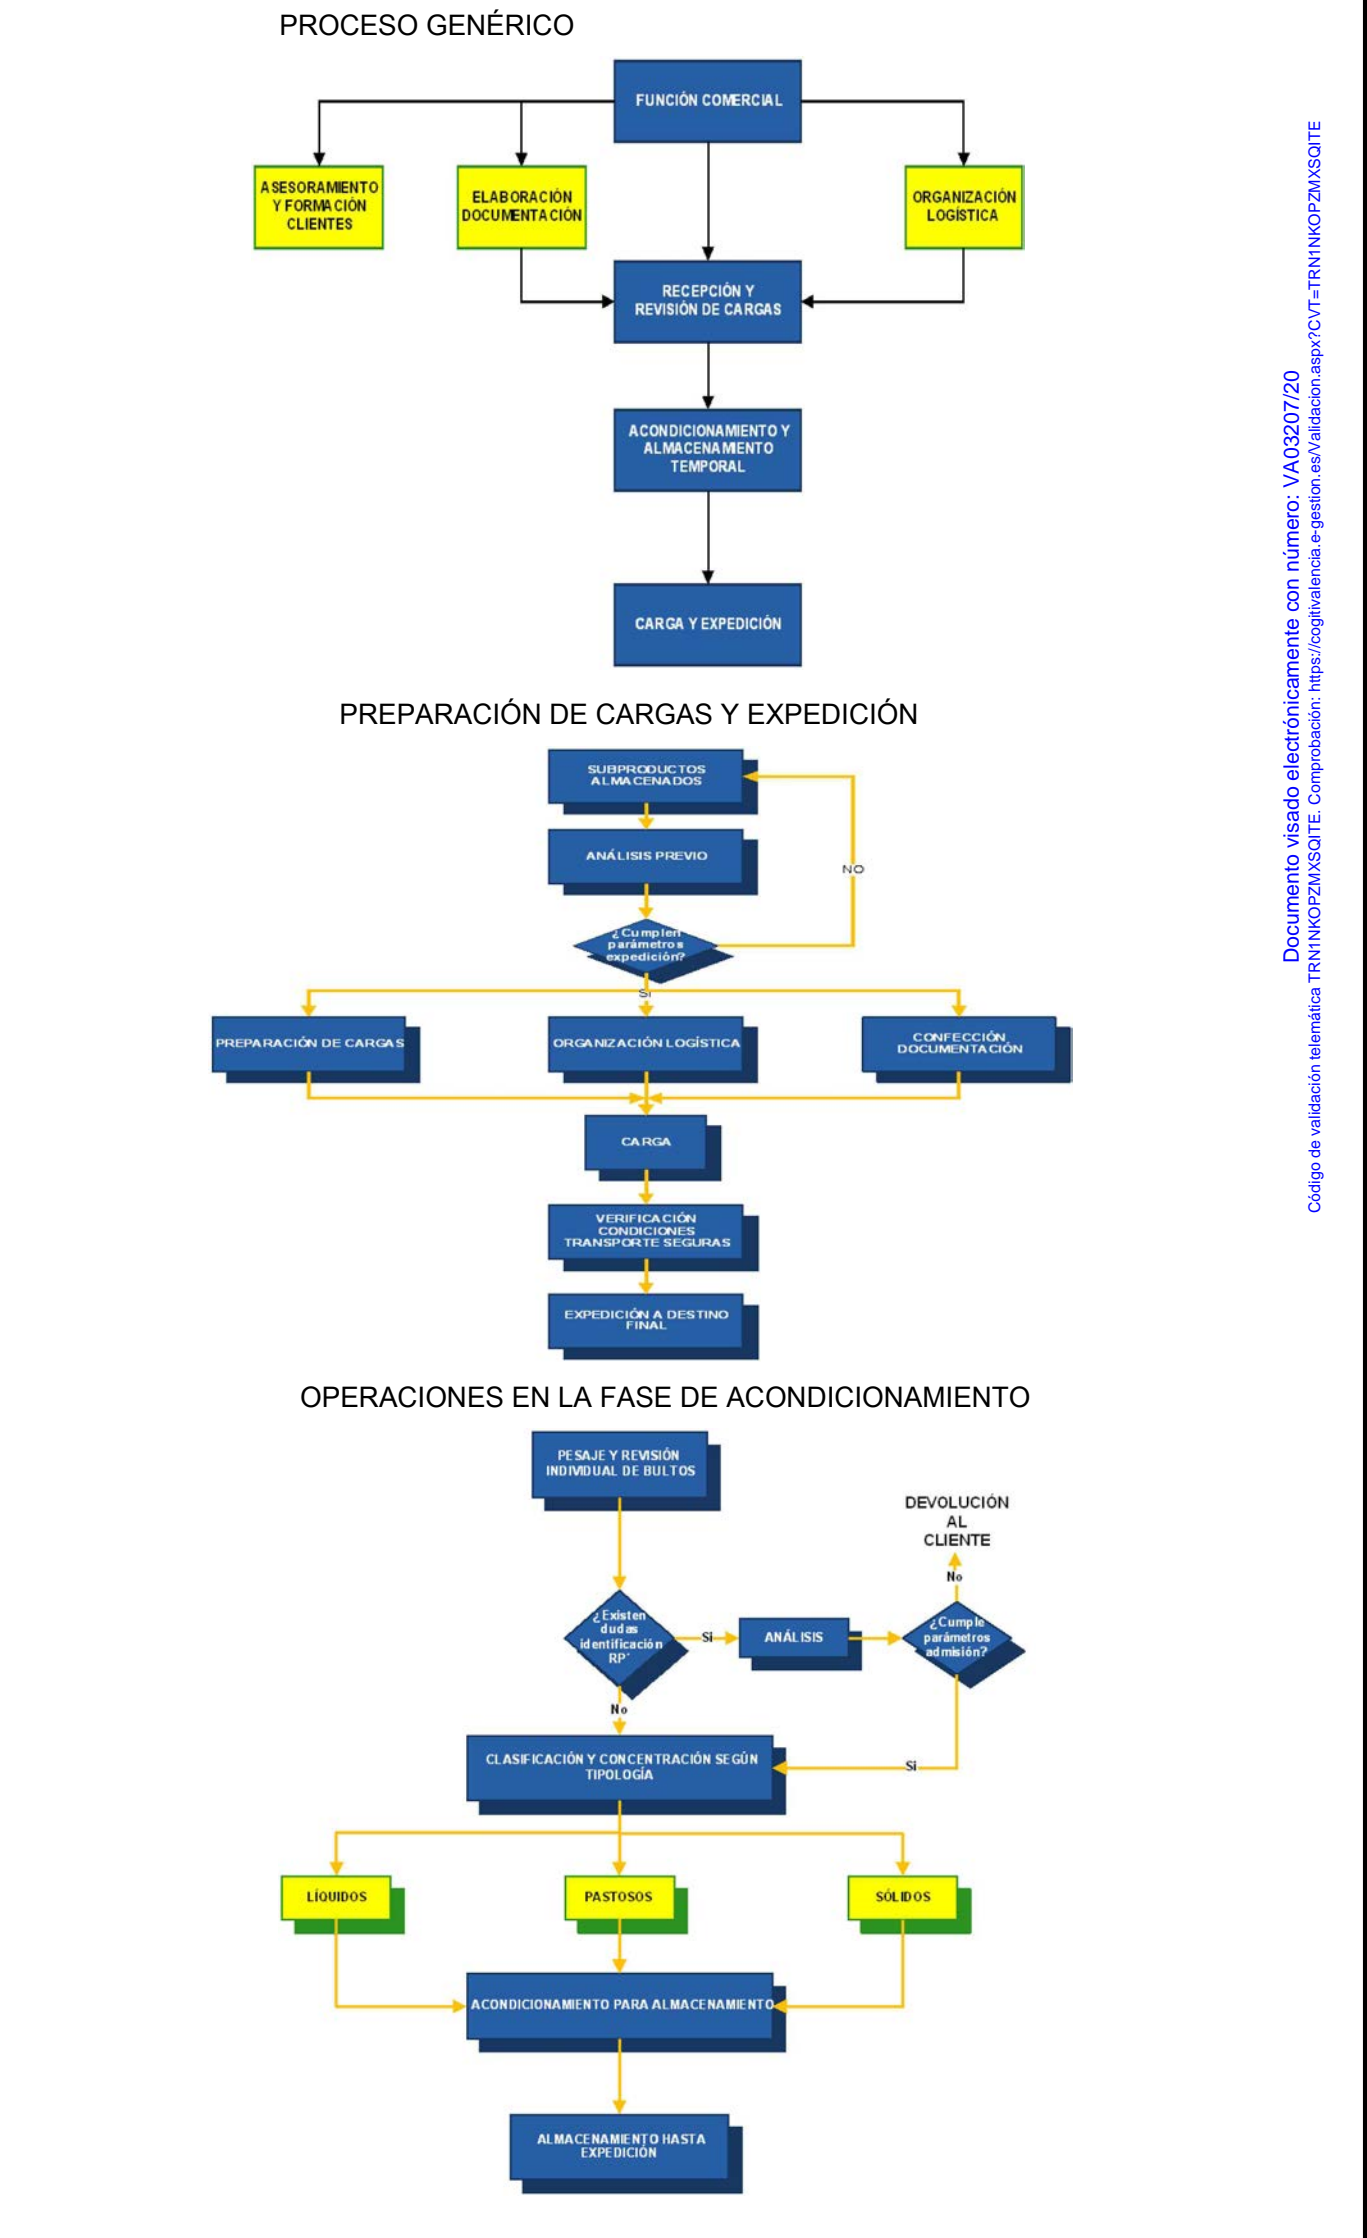 PROCESO GENÉRICO
FUNCIÓN COMERCIAL
ASESORAMIENTO
Y FORMACIÓN
CLIENTES
ELABORACIÓN
DOCUMENTACIÓN
ORGANIZACIÓN
LOGÍSTICA
RECEPCIÓN Y
REVISIÓN DE CARGAS
ACONDICIONAMIENTO Y
ALMACENAMIENTO
TEMPORAL
CARGA Y EXPEDICIÓN
PREPARACIÓN DE CARGAS Y EXPEDICIÓN
SUBPRODUCTOS
ALMACENADOS
ANÁLISIS PREVIO
NO
¿Cumplen
parámetros
expedición?
SI
PREPARACIÓN DE CARGAS
ORGANIZACIÓN LOGÍSTICA
CONFECCIÓN
DOCUMENTACIÓN
CARGA
VERIFICACIÓN
CONDICIONES
TRANSPORTE SEGURAS
EXPEDICIÓN A DESTINO
FINAL
OPERACIONES EN LA FASE DE ACONDICIONAMIENTO
PESAJE Y REVISIÓN
INDIVIDUAL DE BULTOS
DEVOLUCIÓN
AL
CLIENTE
No
¿Existen
dudas
identificación
RP
Si
ANÁLISIS
¿Cumple
parámetros
admisión?
No
CLASIFICACIÓN Y CONCENTRACIÓN SEGÚN
TIPOLOGÍA
Si
LÍQUIDOS
PASTOSOS
SÓLIDOS
ACONDICIONAMIENTO PARA ALMACENAMIENTO
ALMACENAMIENTO HASTA
EXPEDICIÓN
Documento visado electrónicamente con número: VA03207/20
Código de validación telemática TRN1NKOPZMXSQITE. Comprobación: https://cogitivalencia.e-gestion.es/Validacion.aspx?CVT=TRN1NKOPZMXSQITE